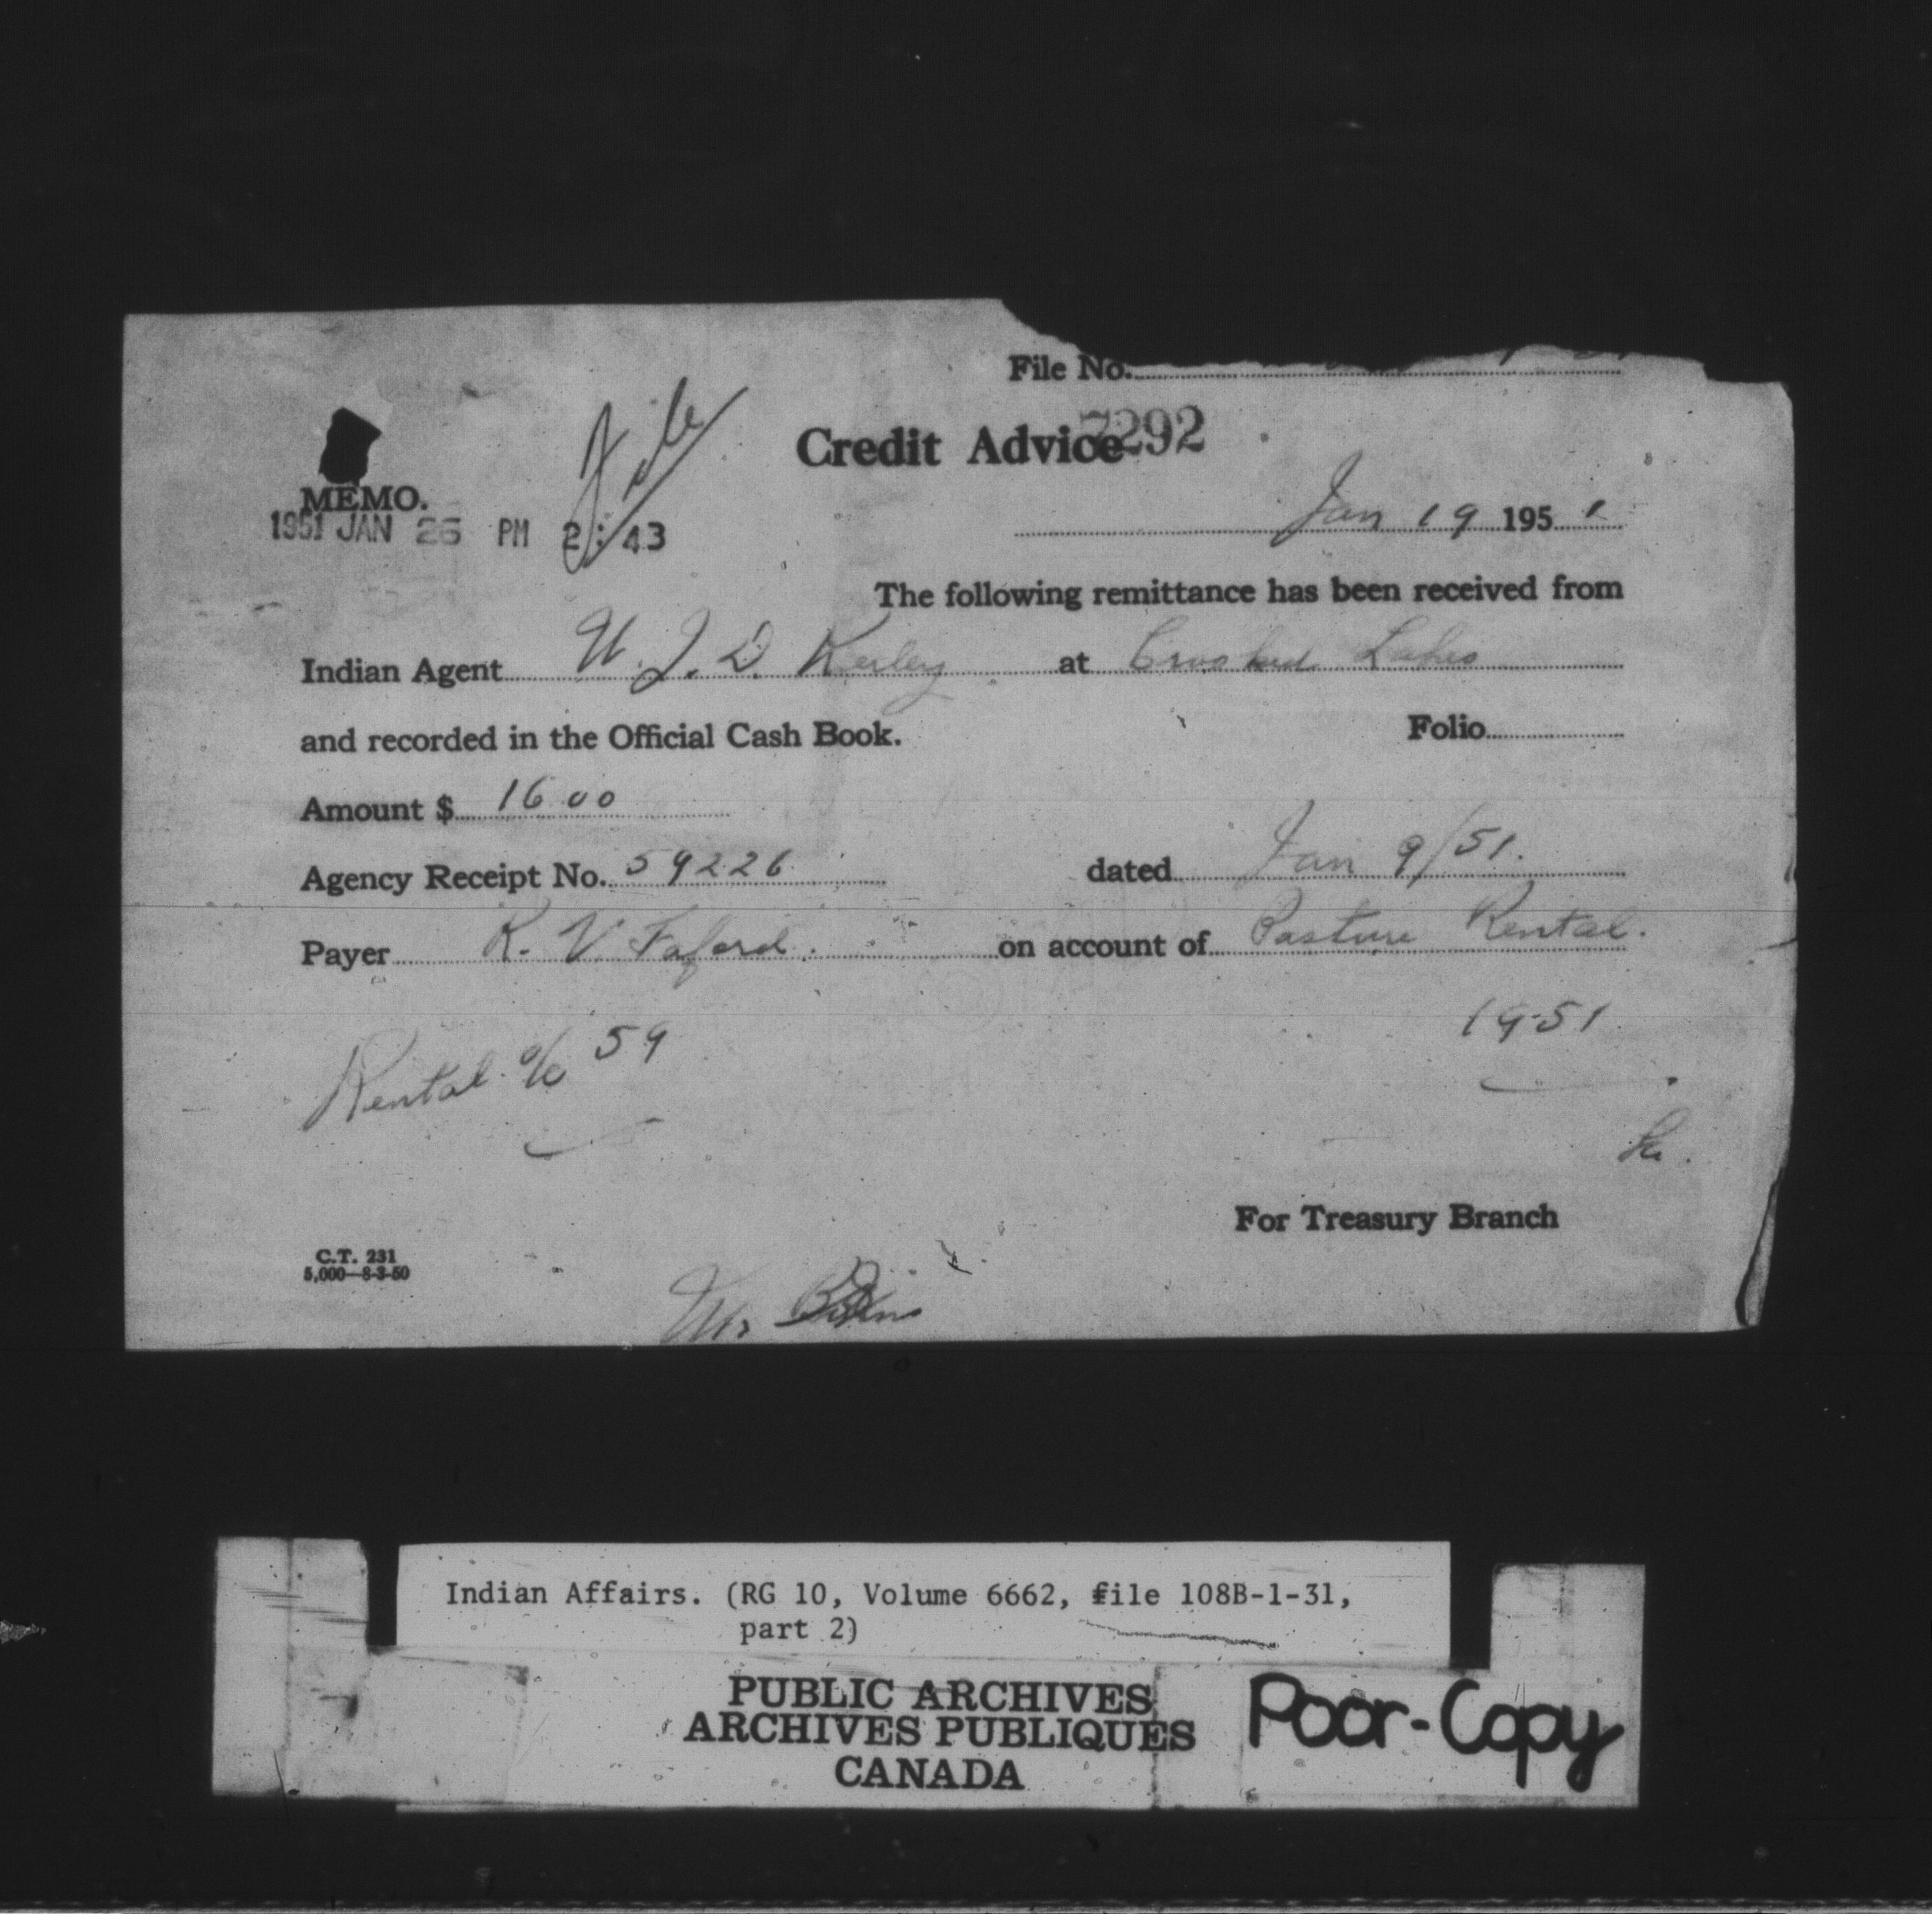 File No.
File
Credit Advice 7292
MEMO.
1951 JAN 26 PM 2:43
Jan 19 1951
The following remittance has been received from
Indian Agent W. J. D. Kerley at Crooked Lakes
and recorded in the Official Cash Book.
Folio
Amount $ 16 00
Agency Receipt No. 59226 dated Jan 9/51.
Payer R. V. Faford. on account of Pasture Rental.
1951
Rental a/c 59
For Treasury Branch
C.T. 231
5,000—8-3-50
Mr
Indian Affairs. (RG 10, Volume 6662, file 108B-1-31,
part 2)
PUBLIC ARCHIVES
ARCHIVES PUBLIQUES
CANADA
Poor-Copy